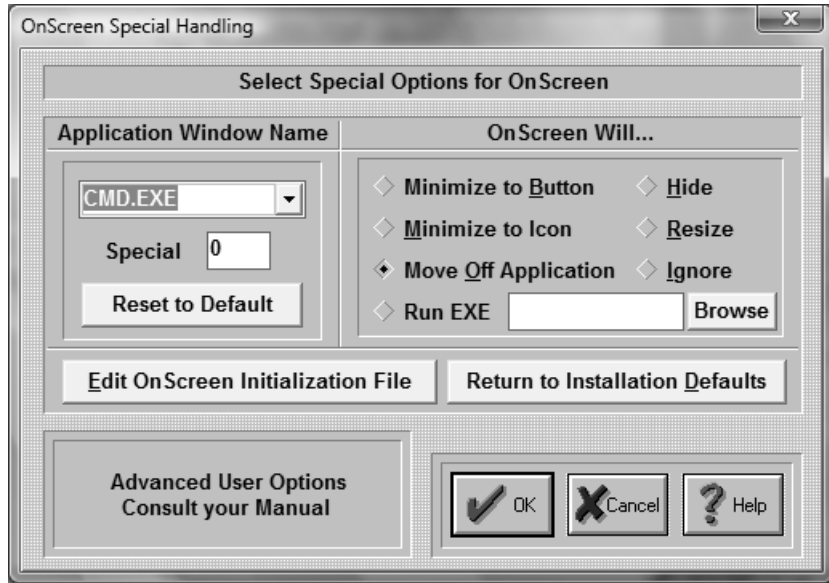 OnScreen Special Handling
Select Special Options for OnScreen
Application Window Name
OnScreen Will...
CMD.EXE
Special 0
Reset to Default
Minimize to Button
Hide
Minimize to Icon
Resize
Move Off Application
Ignore
Run EXE
Browse
Edit OnScreen Initialization File
Return to Installation Defaults
Advanced User Options
Consult your Manual
OK
Cancel
Help